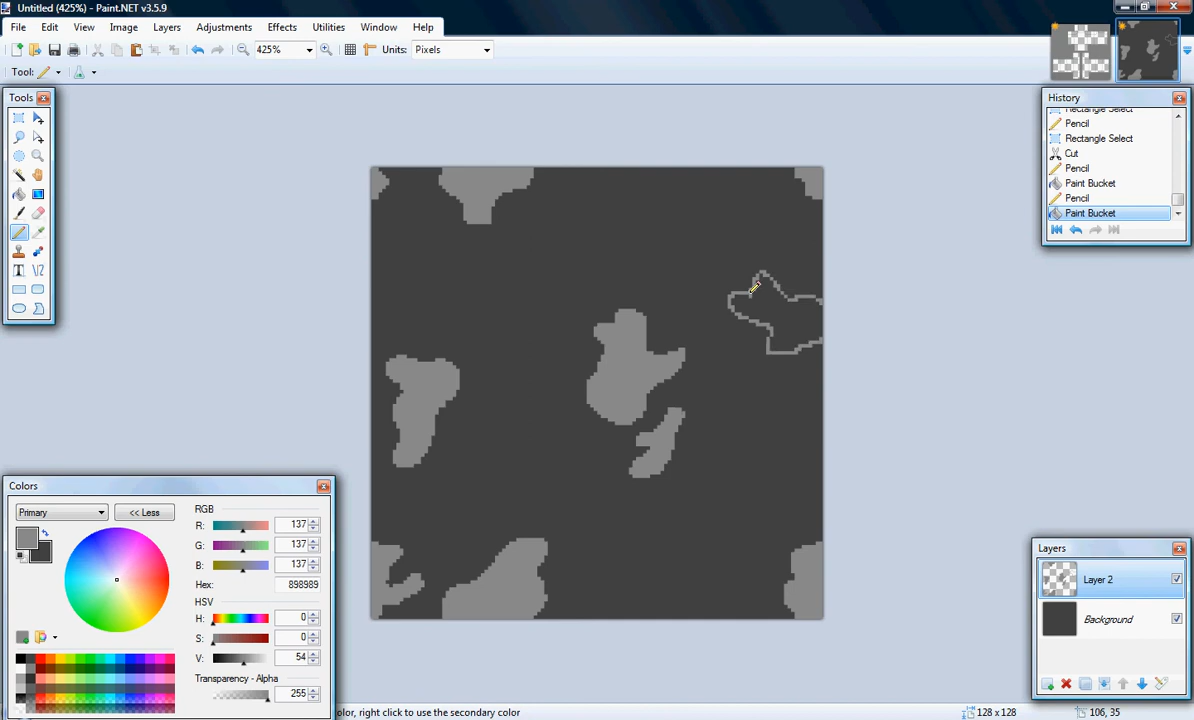 Untitled (425%) - Paint.NET v3.5.9
File Edit View Image Layers Adjustments Effects Utilities Window Help
425% Units: Pixels
Tool:
Tools
History
Rectangle Select
Pencil
Rectangle Select
Cut
Pencil
Paint Bucket
Pencil
Paint Bucket
Colors
Primary << Less
RGB
R: 137
G: 137
B: 137
Hex: 898989
HSV
H: 0
S: 0
V: 54
Transparency - Alpha
255
Layers
Layer 2
Background
olor, right click to use the secondary color
128 x 128
106, 35